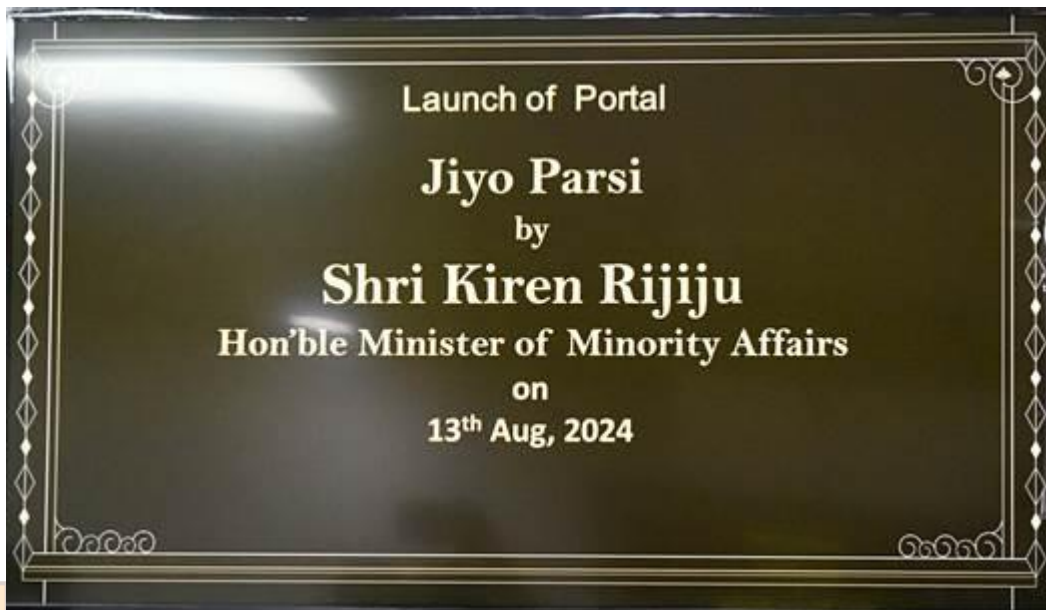 Launch of Portal
Jiyo Parsi
by
Shri Kiren Rijiju
Hon’ble Minister of Minority Affairs
on
13th Aug, 2024